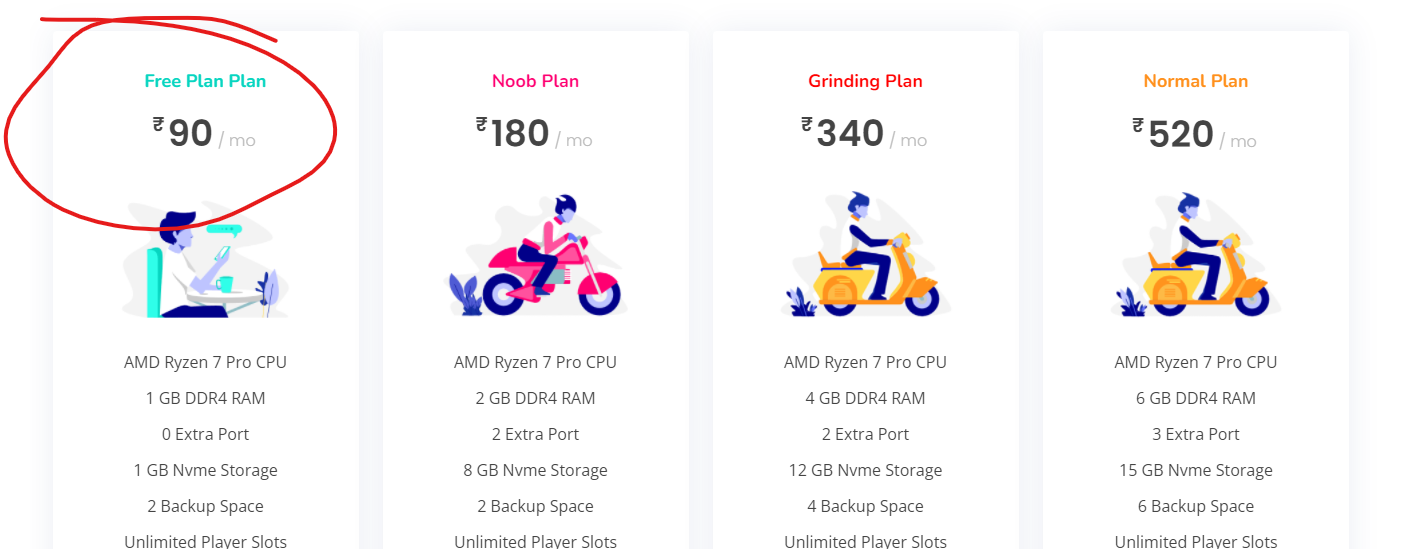 Free Plan Plan
₹90 / mo
AMD Ryzen 7 Pro CPU
1 GB DDR4 RAM
0 Extra Port
1 GB Nvme Storage
2 Backup Space
Unlimited Player Slots
Noob Plan
₹180 / mo
AMD Ryzen 7 Pro CPU
2 GB DDR4 RAM
2 Extra Port
8 GB Nvme Storage
2 Backup Space
Unlimited Player Slots
Grinding Plan
₹340 / mo
AMD Ryzen 7 Pro CPU
4 GB DDR4 RAM
2 Extra Port
12 GB Nvme Storage
4 Backup Space
Unlimited Player Slots
Normal Plan
₹520 / mo
AMD Ryzen 7 Pro CPU
6 GB DDR4 RAM
3 Extra Port
15 GB Nvme Storage
6 Backup Space
Unlimited Player Slots